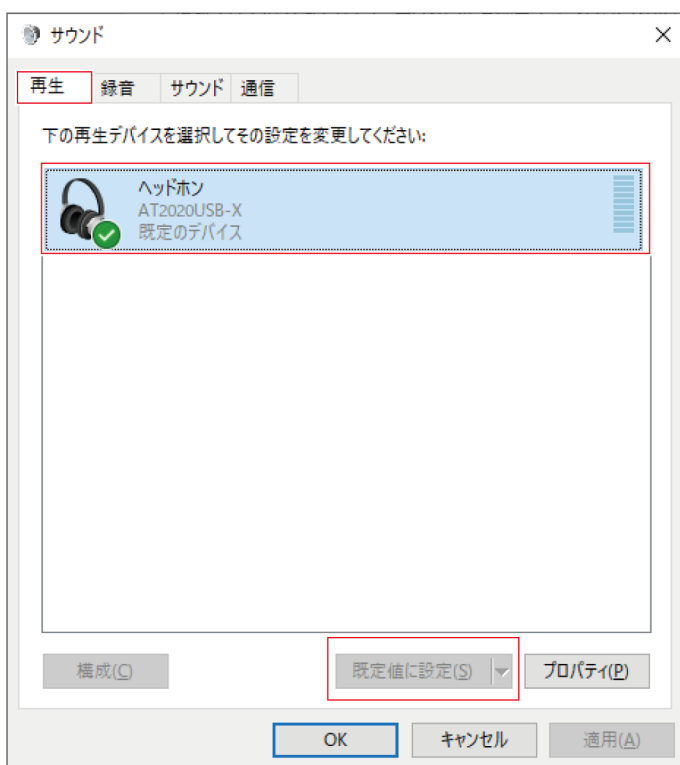 サウンド
再生 録音 サウンド 通信
下の再生デバイスを選択してその設定を変更してください:
ヘッドホン
AT2020USB-X
既定のデバイス
構成(C) 既定値に設定(S) プロパティ(P)
OK キャンセル 適用(A)